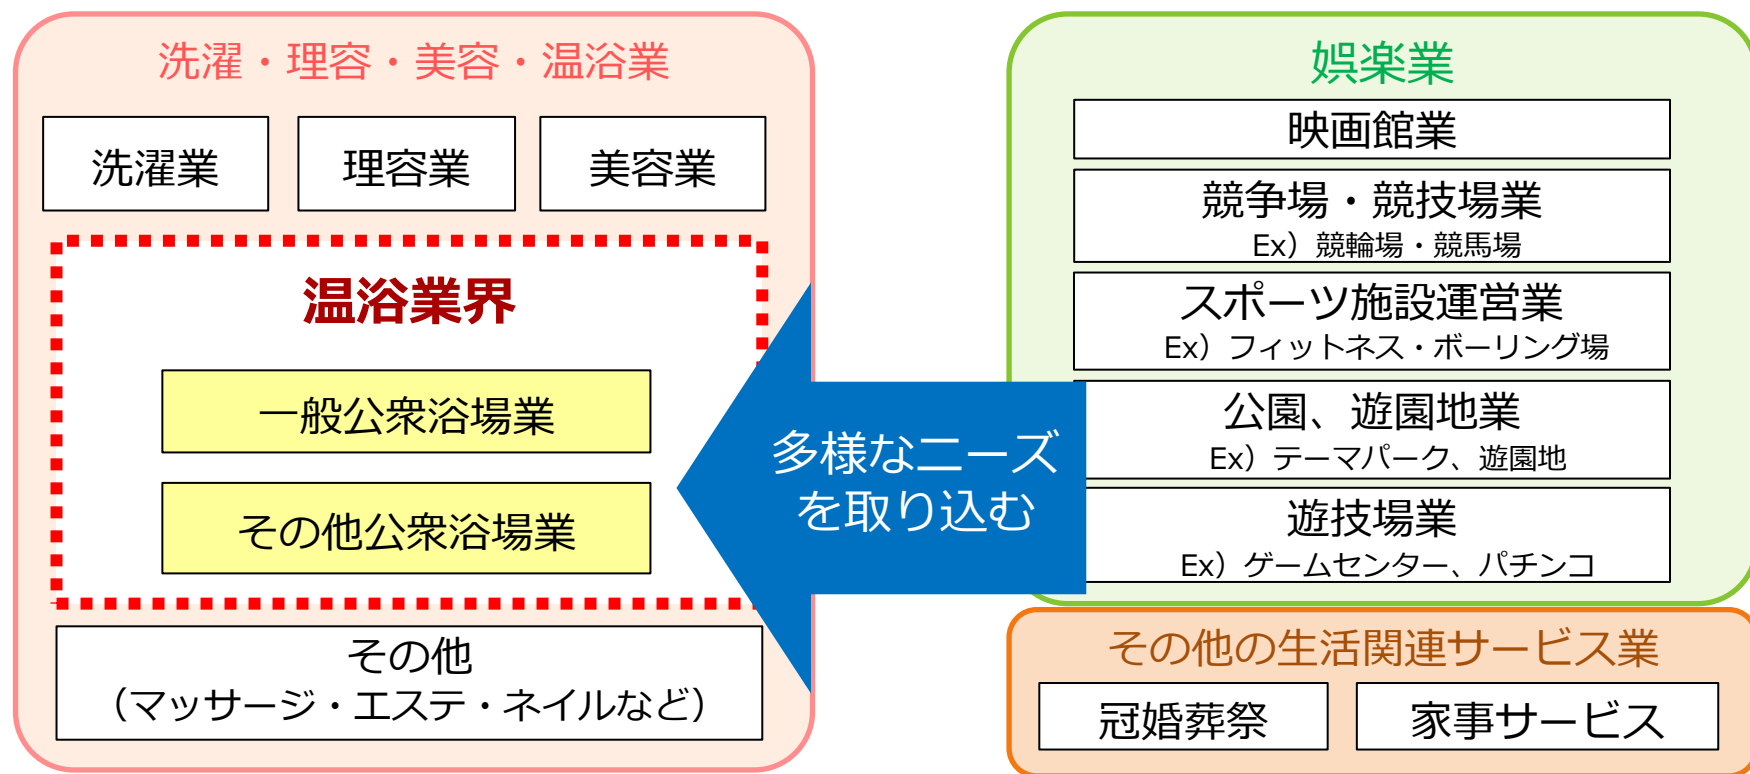 洗濯・理容・美容・温浴業
洗濯業
理容業
美容業
温浴業界
一般公衆浴場業
その他公衆浴場業
その他
（マッサージ・エステ・ネイルなど）
多様なニーズ
を取り込む
娯楽業
映画館業
競争場・競技場業
Ex）競輪場・競馬場
スポーツ施設運営業
Ex）フィットネス・ボーリング場
公園、遊園地業
Ex）テーマパーク、遊園地
遊技場業
Ex）ゲームセンター、パチンコ
その他の生活関連サービス業
冠婚葬祭
家事サービス